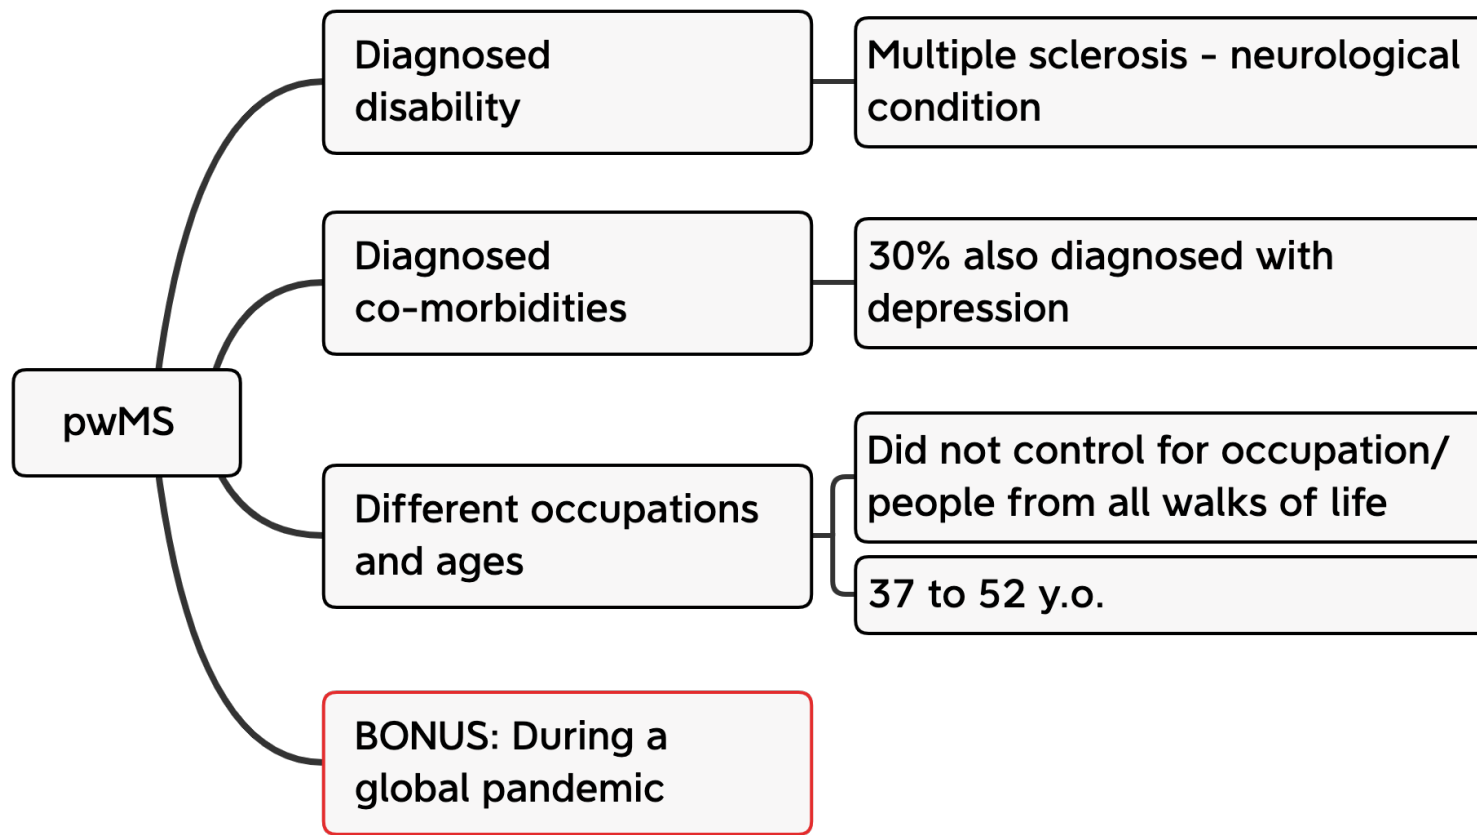 Diagnosed
disability
Multiple sclerosis - neurological
condition
Diagnosed
co-morbidities
30% also diagnosed with
depression
pwMS
Different occupations
and ages
Did not control for occupation/
people from all walks of life
37 to 52 y.o.
BONUS: During a
global pandemic